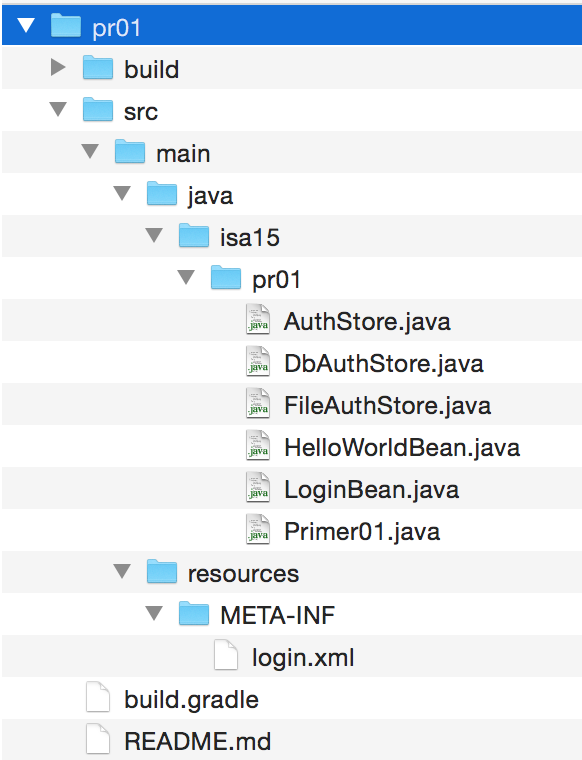 pr01
build
src
main
java
isa15
pr01
AuthStore.java
DbAuthStore.java
FileAuthStore.java
HelloWorldBean.java
LoginBean.java
Primer01.java
resources
META-INF
login.xml
build.gradle
README.md